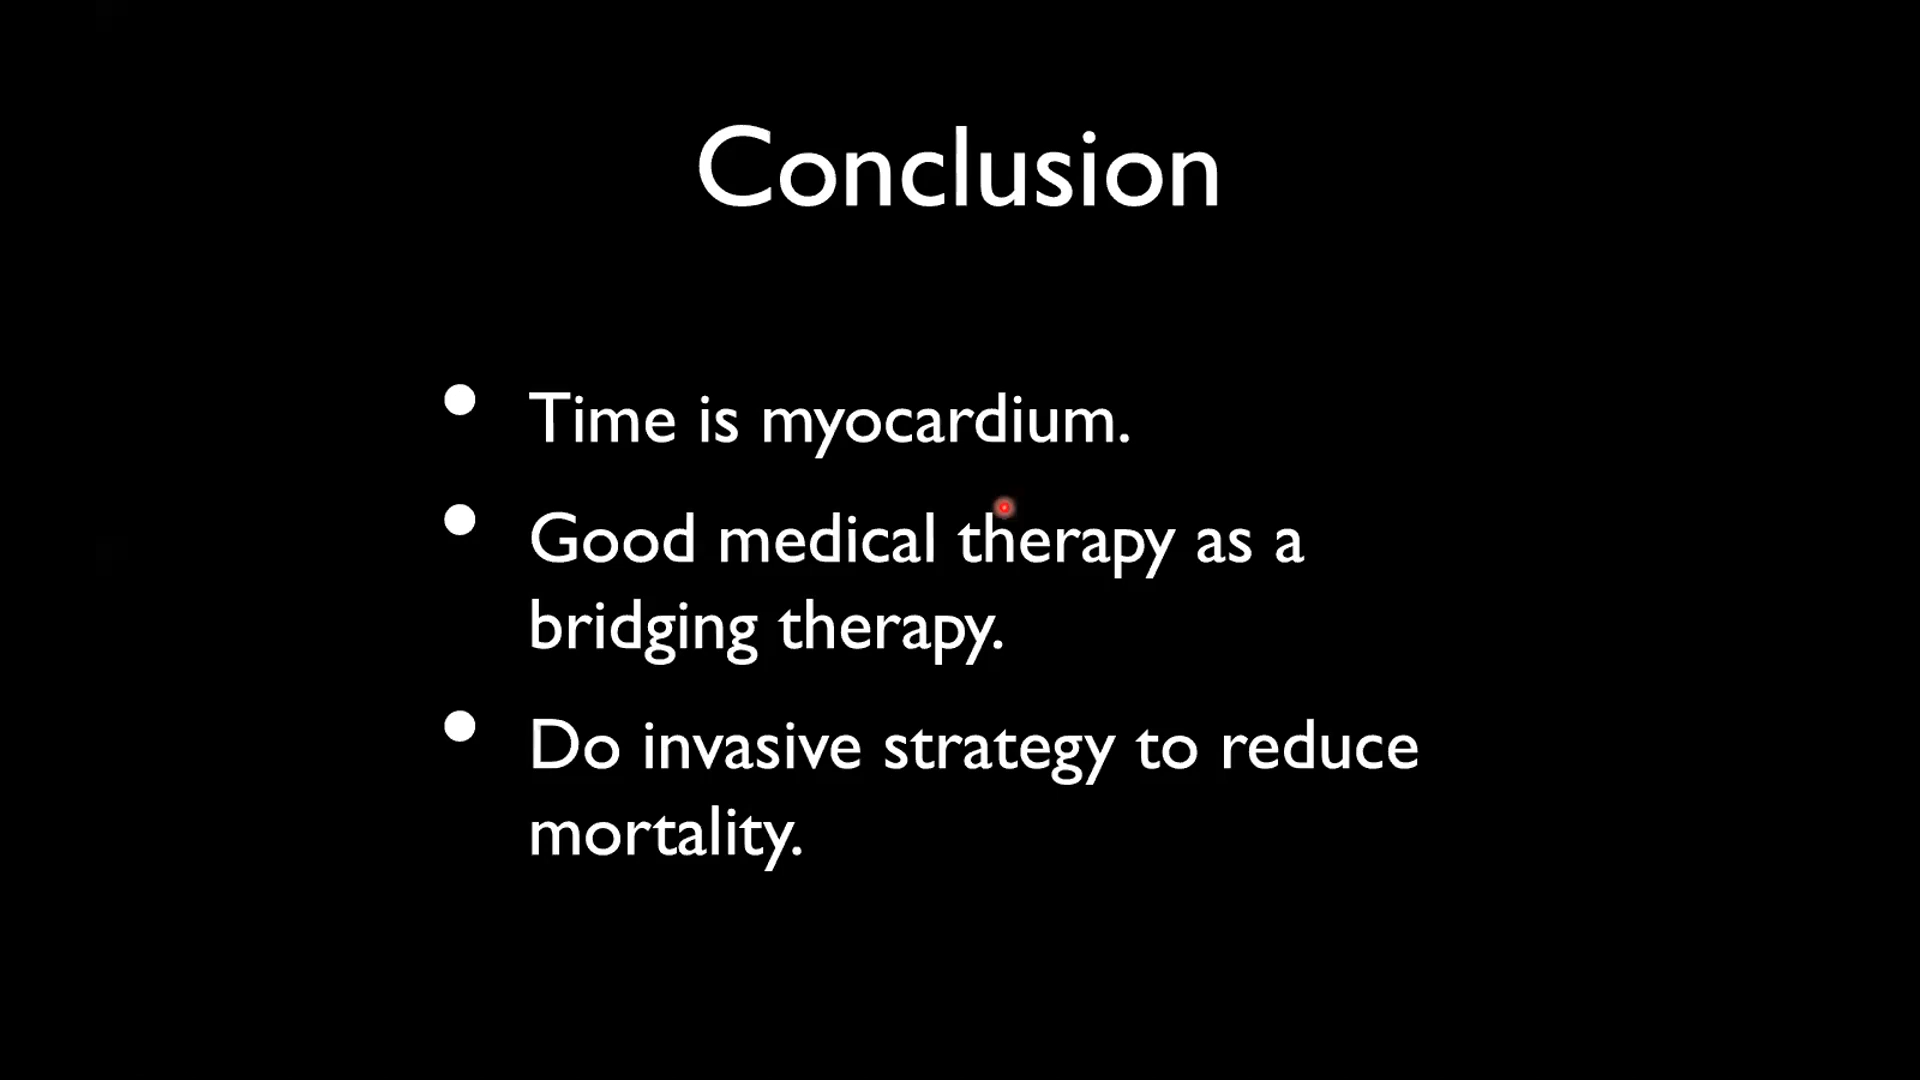 Conclusion
• Time is myocardium.
• Good medical therapy as a
bridging therapy.
• Do invasive strategy to reduce
mortality.